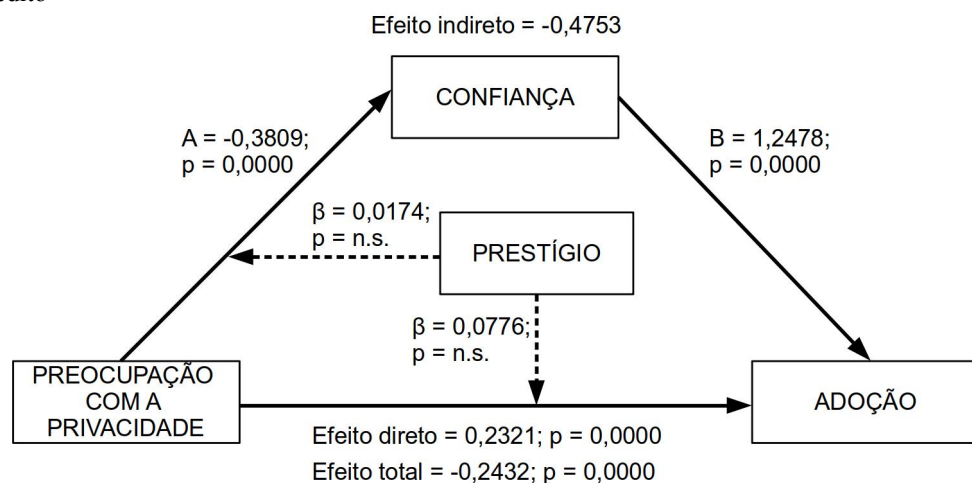 Efeito indireto = -0,4753
CONFIANÇA
A = -0,3809;
p = 0,0000
B = 1,2478;
p = 0,0000
β = 0,0174;
p = n.s.
PRESTÍGIO
β = 0,0776;
p = n.s.
PREOCUPAÇÃO
COM A
PRIVACIDADE
ADOÇÃO
Efeito direto = 0,2321; p = 0,0000
Efeito total = -0,2432; p = 0,0000